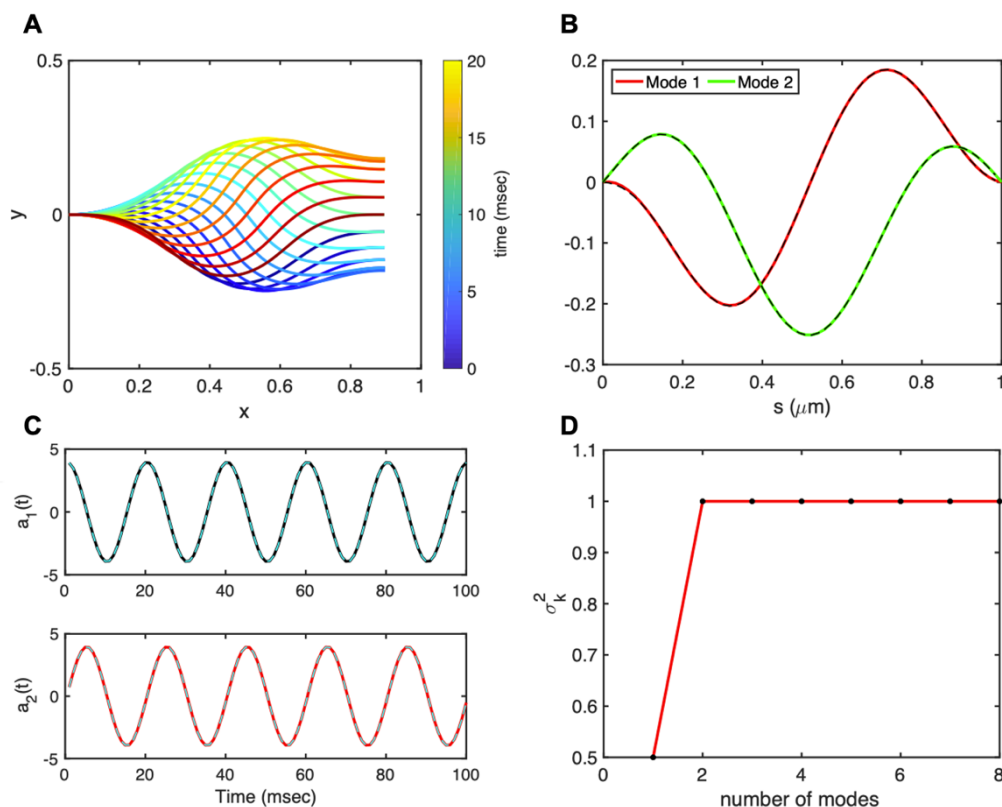 A
0.5
0
-0.5
y
0 0.2 0.4 0.6 0.8 1
x
20
15
10
5
0
time (msec)
B
0.2
0.1
0
-0.1
-0.2
-0.3
Mode 1 Mode 2
0 0.2 0.4 0.6 0.8 1
s (μm)
C
5
0
-5
a₁(t)
0 20 40 60 80 100
5
0
-5
a₂(t)
0 20 40 60 80 100
Time (msec)
D
1.1
1
0.9
0.8
0.7
0.6
0.5
σ²ₖ
0 2 4 6 8
number of modes